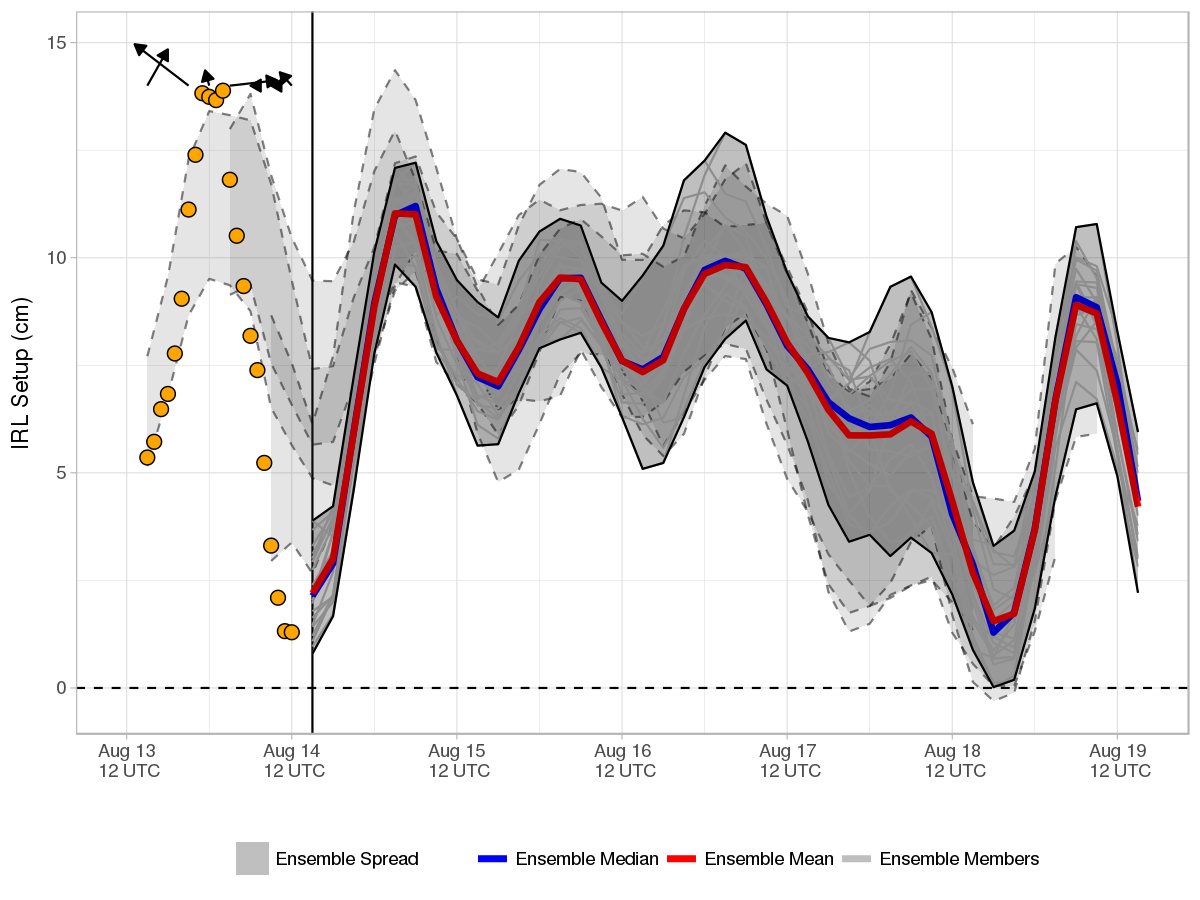 15
10
5
0
IRL Setup (cm)
Aug 13 Aug 14 Aug 15 Aug 16 Aug 17 Aug 18 Aug 19
12 UTC 12 UTC 12 UTC 12 UTC 12 UTC 12 UTC 12 UTC
Ensemble Spread Ensemble Median Ensemble Mean Ensemble Members